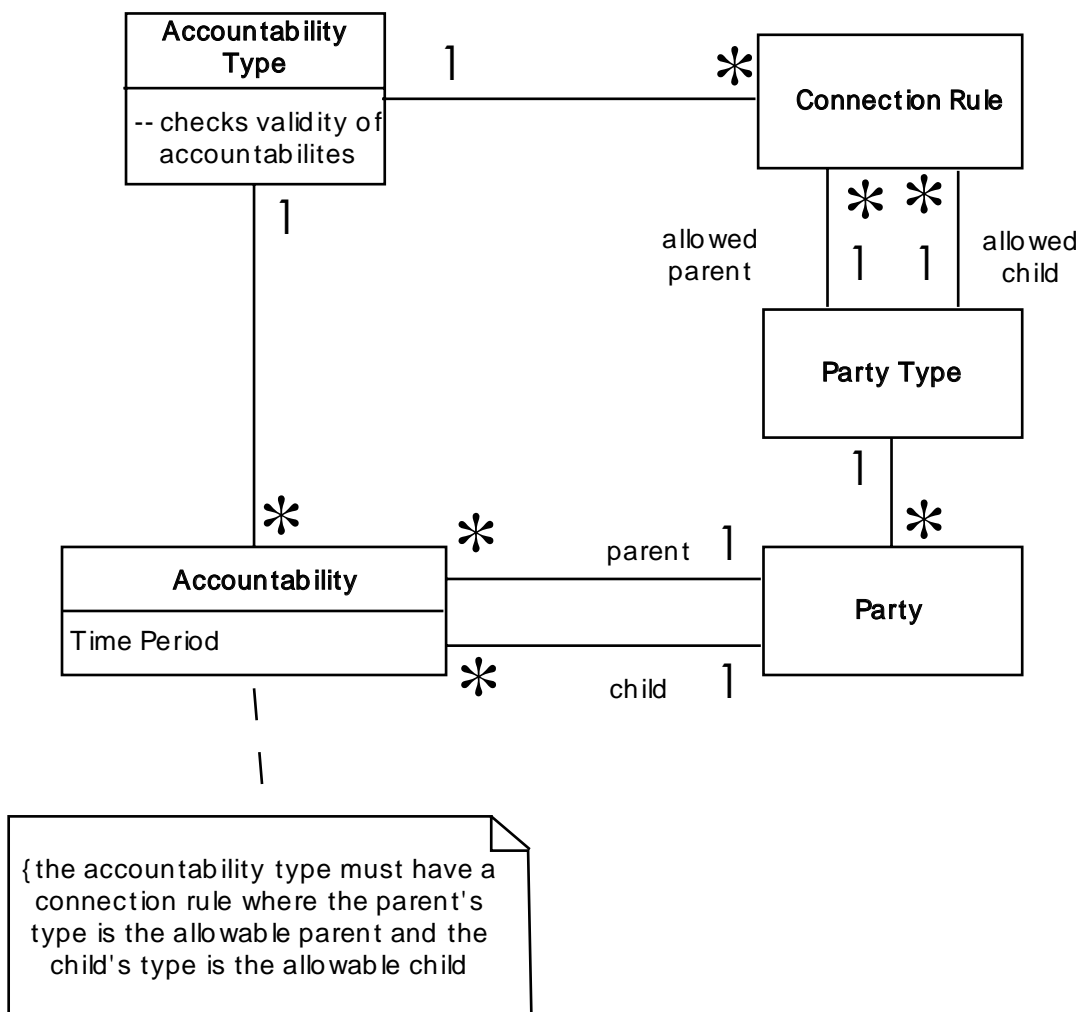 Accountability
Type
-- checks validity of
accountabilites
1
*
Connection Rule
1
*
*
allowed
parent
1
1
allowed
child
Party Type
1
*
*
*
parent
1
Accountability
Time Period
Party
*
child
1
{the accountability type must have a
connection rule where the parent's
type is the allowable parent and the
child's type is the allowable child